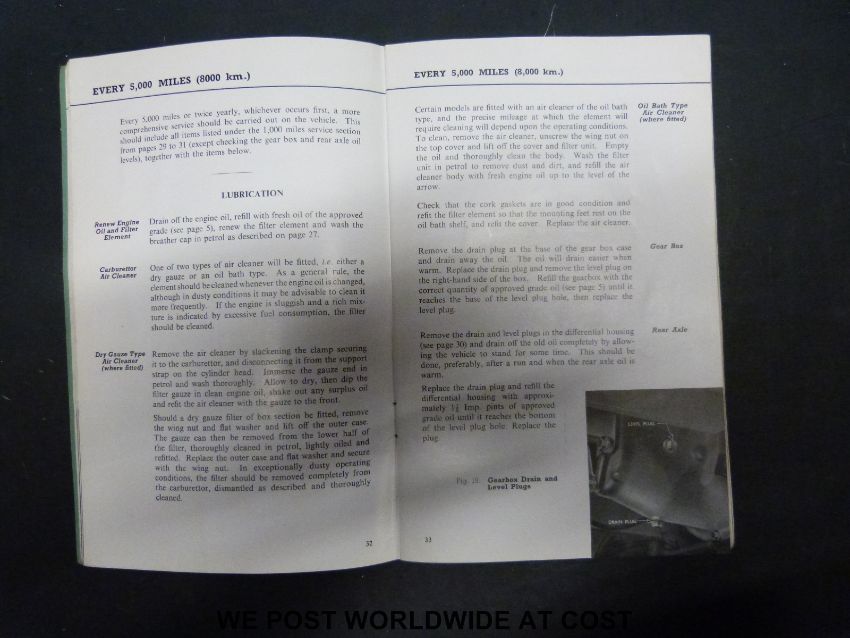 EVERY 5,000 MILES (8000 km.)
Every 5,000 miles or twice yearly, whichever occurs first, a more
comprehensive service should be carried out on the vehicle. This
should include all items listed under the 1,000 miles service section
from pages 29 to 31 (except checking the gear box and rear axle oil
levels), together with the items below.
LUBRICATION
Renew Engine
Oil and Filter
Element
Drain off the engine oil, refill with fresh oil of the approved
grade (see page 5), renew the filter element and wash the
breather cap in petrol as described on page 27.
Carburettor
Air Cleaner
One of two types of air cleaner will be fitted, i.e. either a
dry gauze or an oil bath type. As a general rule, the
element should be cleaned whenever the engine oil is changed,
although in dusty conditions it may be advisable to clean it
more frequently. If the engine is sluggish and a rich mix-
ture is indicated by excessive fuel consumption, the filter
should be cleaned.
Dry Gauze Type
Air Cleaner
(where fitted)
Remove the air cleaner by slackening the clamp securing
it to the carburettor, and disconnecting it from the support
strap on the cylinder head. Immerse the gauze end in
petrol and wash thoroughly. Allow to dry, then dip the
filter gauze in clean engine oil, shake out any surplus oil
and refit the air cleaner with the gauze to the front.
Should a dry gauze filter of box section be fitted, remove
the wing nut and flat washer and lift off the outer case.
The gauze can then be removed from the lower half of
the filter, thoroughly cleaned in petrol, lightly oiled and
refitted. Replace the outer case and flat washer and secure
with the wing nut. In exceptionally dusty operating
conditions, the filter should be removed completely from
the carburettor, dismantled as described and thoroughly
cleaned.
32
EVERY 5,000 MILES (8,000 km.)
Certain models are fitted with an air cleaner of the oil bath
type, and the precise mileage at which the element will
require cleaning will depend upon the operating conditions.
To clean, remove the air cleaner, unscrew the wing nut on
the top cover and lift off the cover and filter unit. Empty
the oil and thoroughly clean the body. Wash the filter
unit in petrol to remove dust and dirt, and refill the air
cleaner body with fresh engine oil up to the level of the
arrow.
Oil Bath Type
Air Cleaner
(where fitted)
Check that the cork gaskets are in good condition and
refit the filter element so that the mounting feet rest on the
oil bath shelf, and refit the cover. Replace the air cleaner.
Remove the drain plug at the base of the gear box case
and drain away the oil. The oil will drain easier when
warm. Replace the drain plug and remove the level plug on
the right-hand side of the box. Refill the gearbox with the
correct quantity of approved grade oil (see page 5) until it
reaches the base of the level plug hole, then replace the
level plug.
Gear Box
Remove the drain and level plugs in the differential housing
(see page 30) and drain off the old oil completely by allow-
ing the vehicle to stand for some time. This should be
done, preferably, after a run and when the rear axle oil is
warm.
Rear Axle
Replace the drain plug and refill the
differential housing with approxi-
mately Imp. pints of approved
grade oil until it reaches the bottom
of the level plug hole. Replace the
plug.
Fig. Gearbox Drain and
Level Plugs
LEVEL PLUG
DRAIN PLUG
33
WE POST WORLDWIDE AT COST